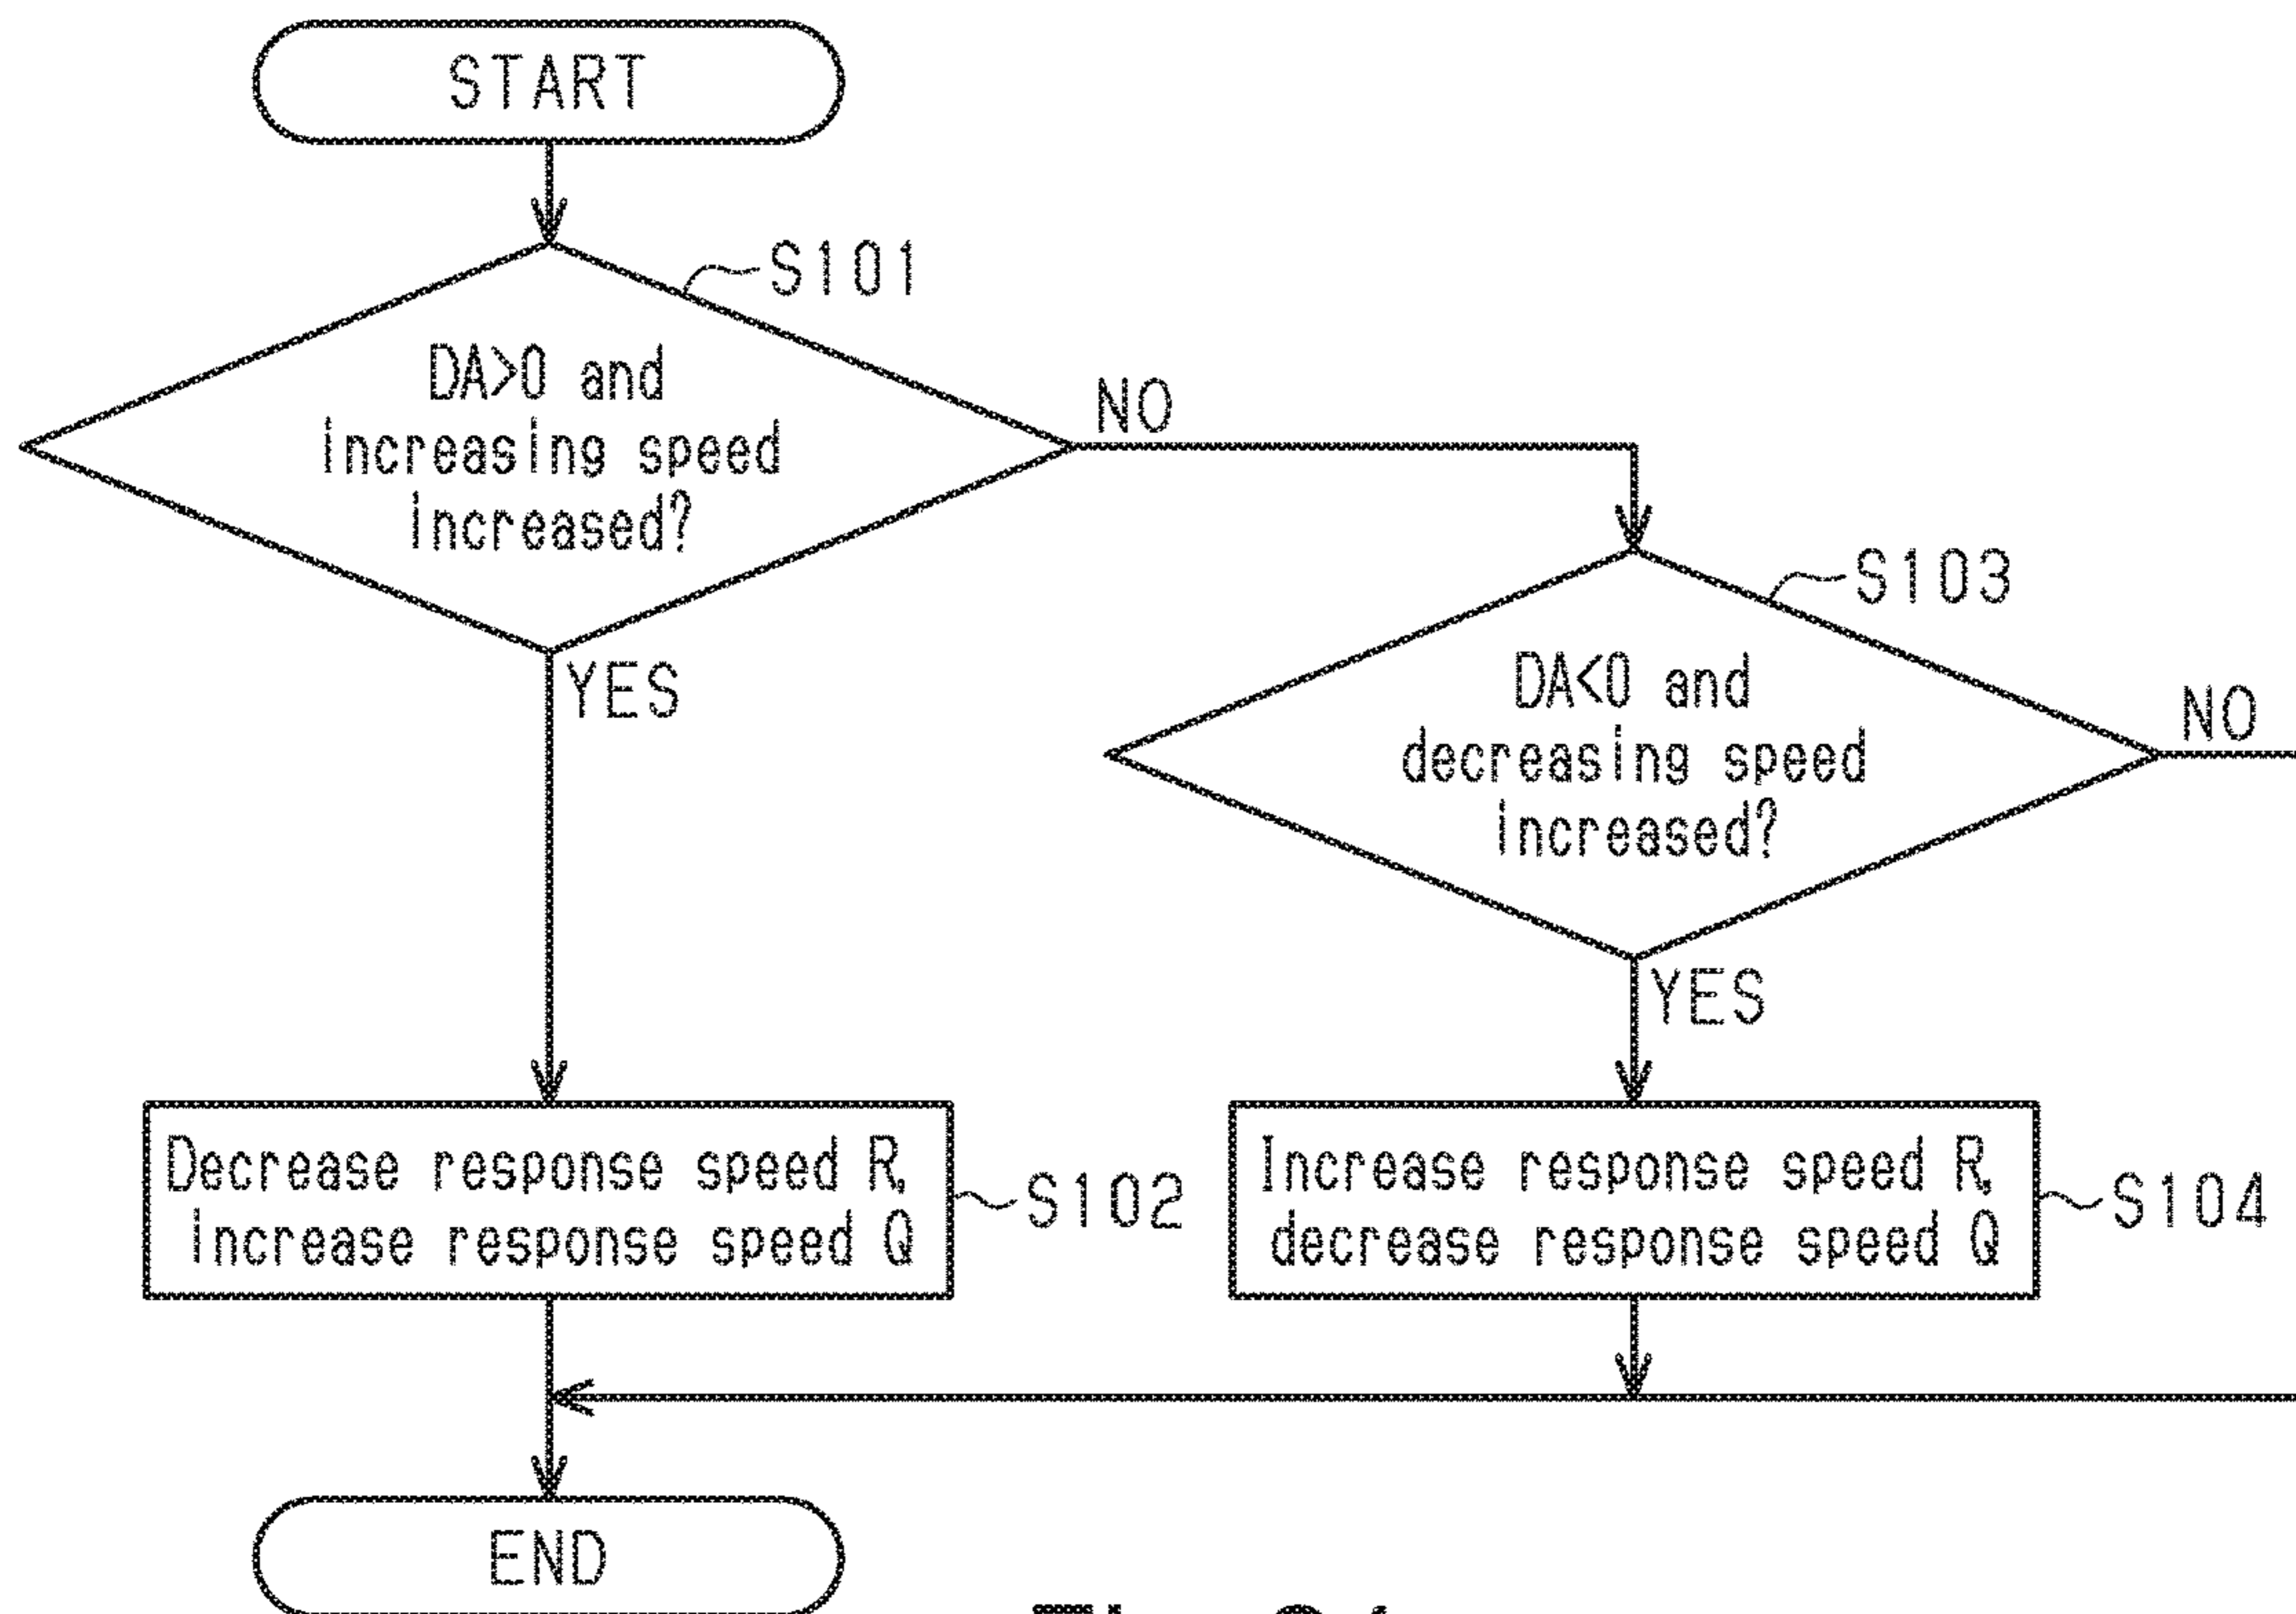 START
S101
DA>0 and
increasing speed
increased?
NO
YES
S103
DA<0 and
decreasing speed
increased?
NO
YES
Decrease response speed R,
increase response speed Q
S102
Increase response speed R,
decrease response speed Q
S104
END